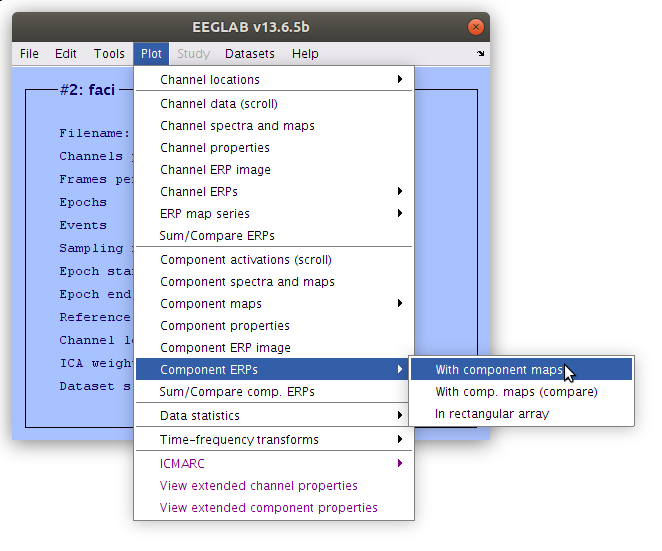 EEGLAB v13.6.5b
File Edit Tools Plot Study Datasets Help
#2: faci
Filename:
Channels
Frames
Epochs
Events
Sampling
Epoch
Epoch end
Reference
Channel
ICA
Dataset
Channel locations
Channel data (scroll)
Channel spectra and maps
Channel properties
Channel ERP image
Channel ERPs
ERP map series
Sum/Compare ERPs
Component activations (scroll)
Component spectra and maps
Component maps
Component properties
Component ERP image
Component ERPs
Sum/Compare comp. ERPs
Data statistics
Time-frequency transforms
ICMARC
View extended channel properties
View extended component properties
With component maps
With comp. maps (compare)
In rectangular array